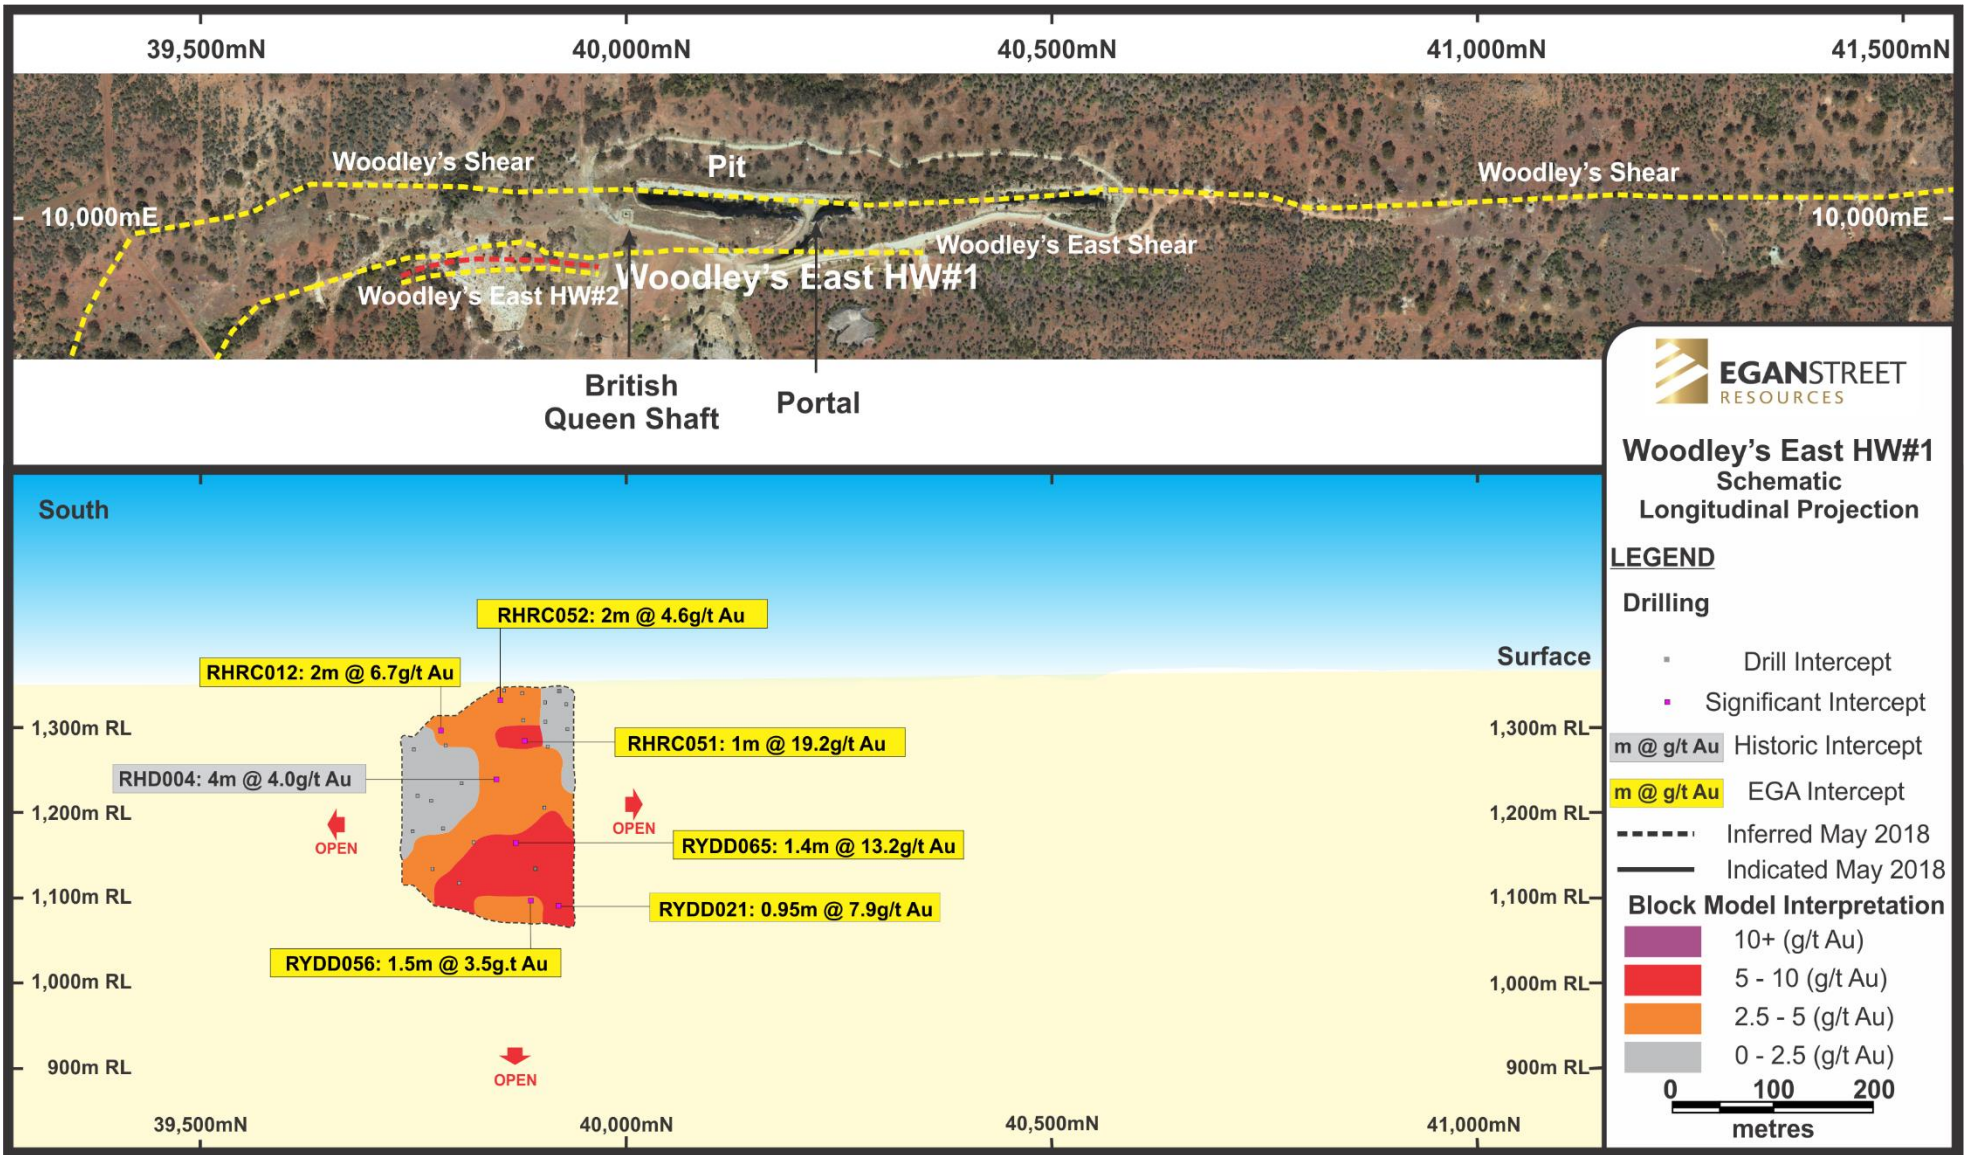 39,500mN 40,000mN 40,500mN 41,000mN 41,500mN
Woodley's Shear
Pit
Woodley's Shear
10,000mE
10,000mE
Woodley's East Shear
Woodley's East HW#1
Woodley's East HW#2
British
Queen Shaft
Portal
EGANSTREET
RESOURCES
Woodley's East HW#1
Schematic
Longitudinal Projection
LEGEND
Drilling
Drill Intercept
Significant Intercept
m @ g/t Au Historic Intercept
m @ g/t Au EGA Intercept
Inferred May 2018
Indicated May 2018
Block Model Interpretation
10+ (g/t Au)
5 - 10 (g/t Au)
2.5 - 5 (g/t Au)
0 - 2.5 (g/t Au)
0 100 200
metres
South
Surface
RHRC052: 2m @ 4.6g/t Au
RHRC012: 2m @ 6.7g/t Au
1,300m RL
1,300m RL
RHRC051: 1m @ 19.2g/t Au
RHD004: 4m @ 4.0g/t Au
1,200m RL
1,200m RL
OPEN
OPEN
RYDD065: 1.4m @ 13.2g/t Au
1,100m RL
1,100m RL
RYDD021: 0.95m @ 7.9g/t Au
RYDD056: 1.5m @ 3.5g.t Au
1,000m RL
1,000m RL
900m RL
900m RL
OPEN
39,500mN 40,000mN 40,500mN 41,000mN